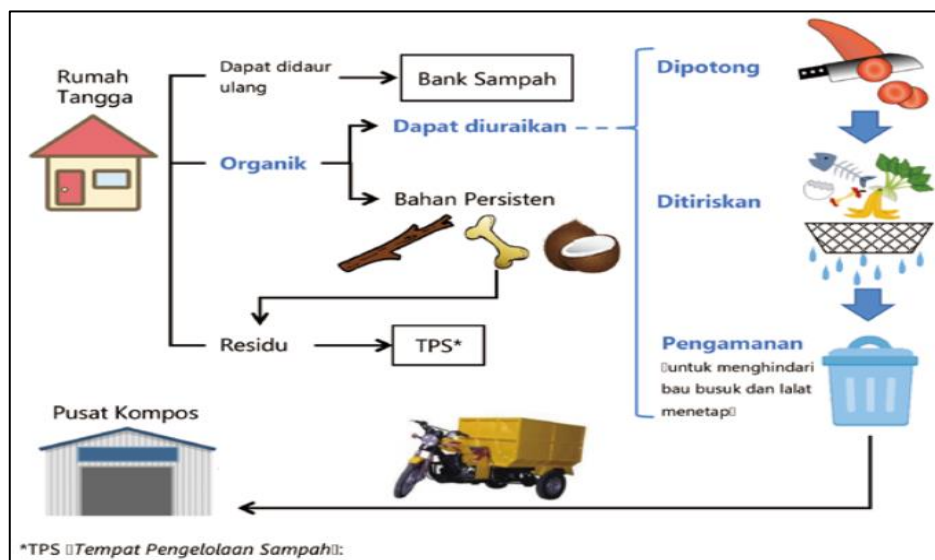 Rumah
Tangga
Dapat didaur
ulang
Bank Sampah
Organik
Dapat diuraikan
Bahan Persisten
Residu
TPS*
Dipotong
Ditiriskan
Pengamanan
▯untuk menghindari
bau busuk dan lalat
menetap▯
Pusat Kompos
*TPS ▯Tempat Pengelolaan Sampah▯: